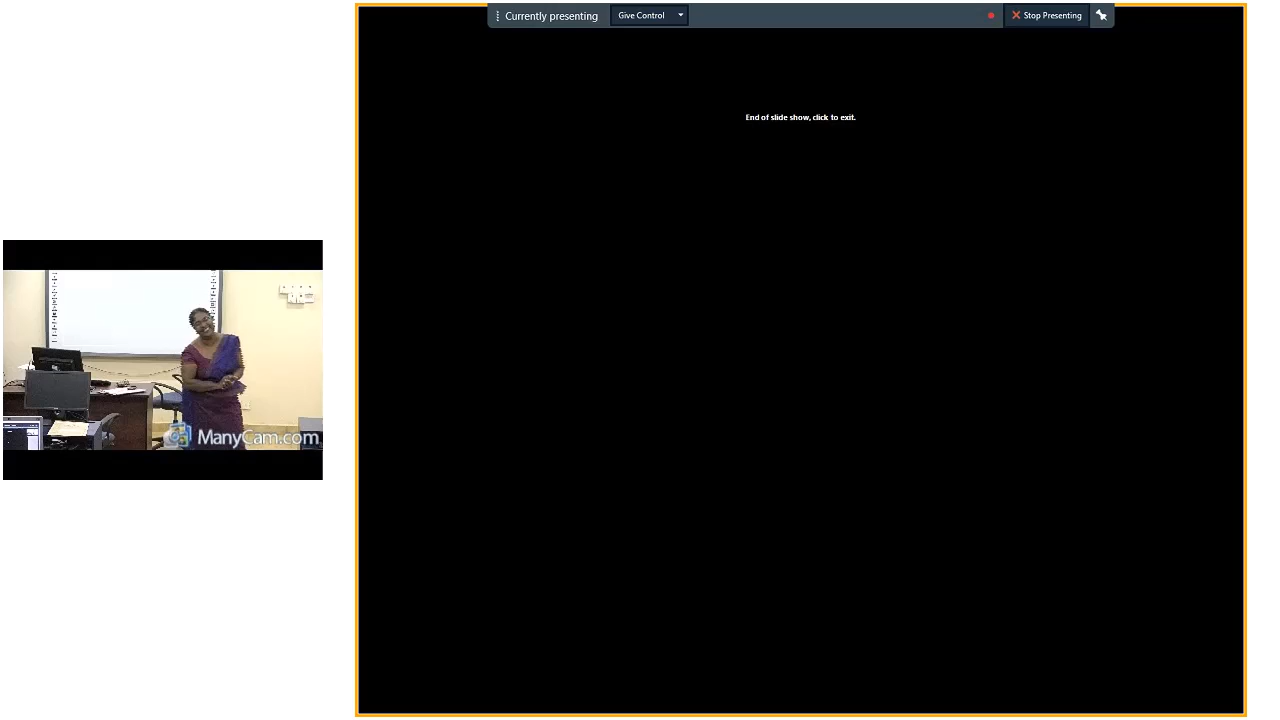 Currently presenting
Give Control
Stop Presenting
End of slide show, click to exit.
ManyCam.com